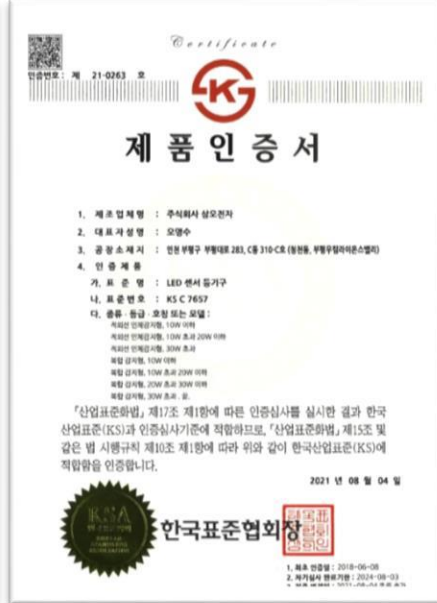 Certificate
인증번호 : 제 21-0263 호
KS
제품인증서
1. 제조업체명 : 주식회사 삼오전자
2. 대표자성명 : 오명수
3. 공장소재지 : 인천 부평구 부평대로 283, C동 310-C호 (청천동, 부평우림라이온스밸리)
4. 인증제품
가. 표준명 : LED 센서 등기구
나. 표준번호 : KS C 7657
다. 종류·등급·호칭 또는 모델 :
적외선 인체감지형, 10W 이하
적외선 인체감지형, 10W 초과 20W 이하
적외선 인체감지형, 30W 초과
복합 감지형, 10W 이하
복합 감지형, 10W 초과 20W 이하
복합 감지형, 20W 초과 30W 이하
복합 감지형, 30W 초과. 끝.
「산업표준화법」 제17조 제1항에 따른 인증심사를 실시한 결과 한국
산업표준(KS)과 인증심사기준에 적합하므로, 「산업표준화법」 제15조 및
같은 법 시행규칙 제10조 제1항에 따라 위와 같이 한국산업표준(KS)에
적합함을 인증합니다.
2021 년 08 월 04 일
KSA
한국표준협회
한국표준협회장
1. 최초 인증일 : 2018-06-08
2. 차기심사 완료기한 : 2024-08-03